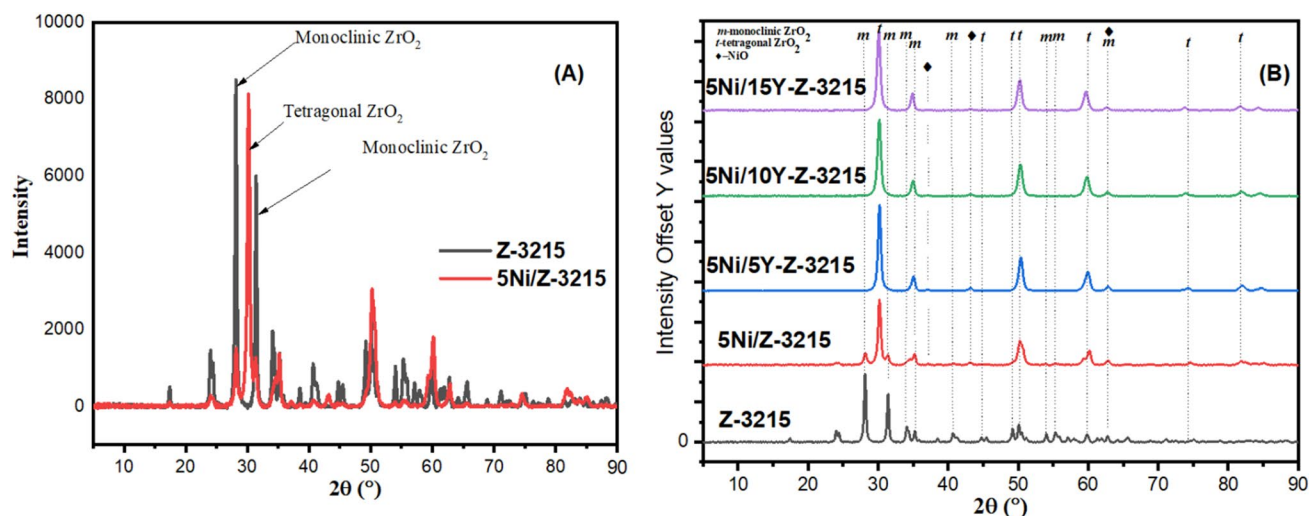 10000
8000
6000
4000
2000
0
-1000
Intensity
Monoclinic ZrO2
Tetragonal ZrO2
Monoclinic ZrO2
(A)
Z-3215
5Ni/Z-3215
10 20 30 40 50 60 70 80 90
2θ (°)
m-monoclinic ZrO2
t-tetragonal ZrO2
♦–NiO
m t m m m ♦ m ♦ t t t m m t ♦ m t t
(B)
5Ni/15Y-Z-3215
5Ni/10Y-Z-3215
5Ni/5Y-Z-3215
5Ni/Z-3215
Z-3215
0
Intensity Offset Y values
10 20 30 40 50 60 70 80 90
2θ (°)